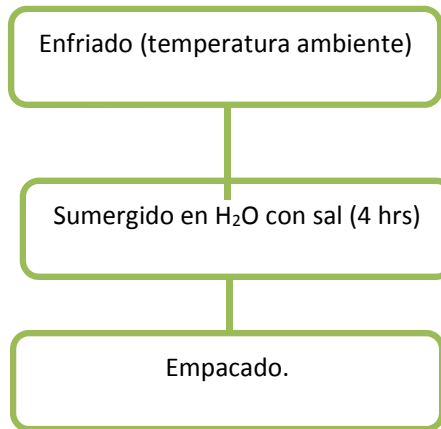 Enfriado (temperatura ambiente)
Sumergido en H₂O con sal (4 hrs)
Empacado.